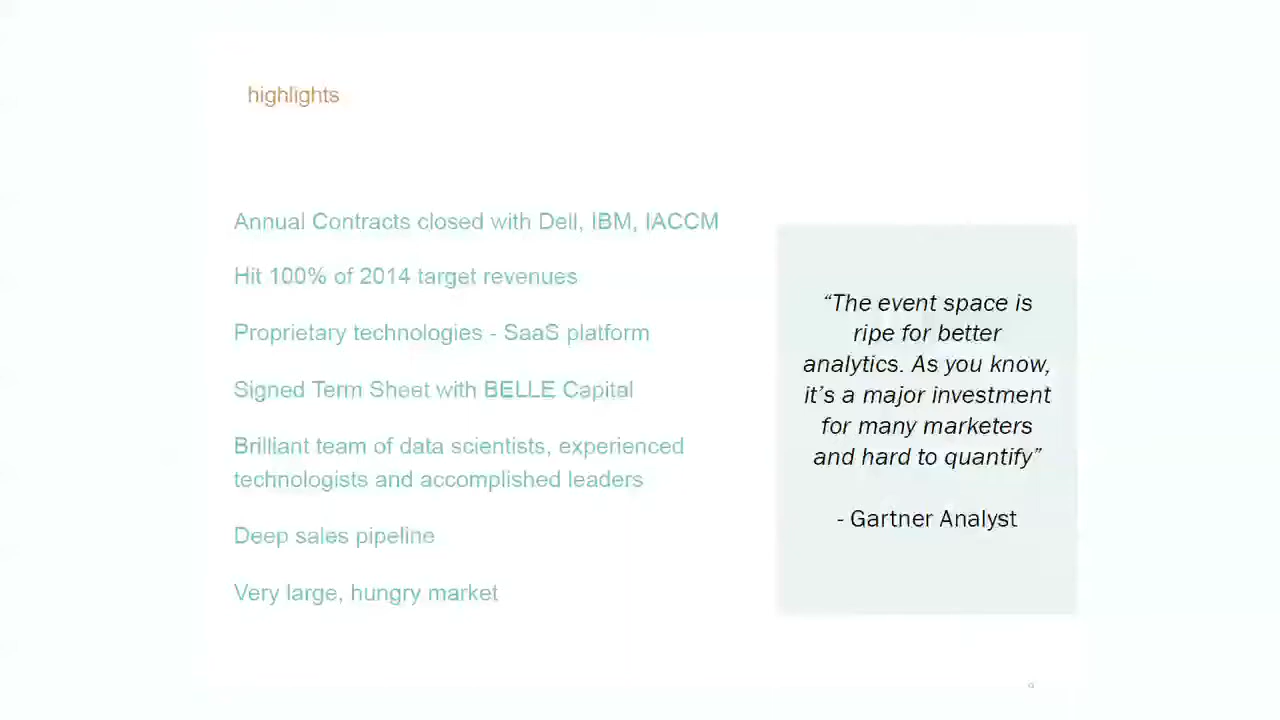 highlights
Annual Contracts closed with Dell, IBM, IACCM
Hit 100% of 2014 target revenues
Proprietary technologies - SaaS platform
Signed Term Sheet with BELLE Capital
Brilliant team of data scientists, experienced
technologists and accomplished leaders
Deep sales pipeline
Very large, hungry market
“The event space is
ripe for better
analytics. As you know,
it’s a major investment
for many marketers
and hard to quantify”
- Gartner Analyst